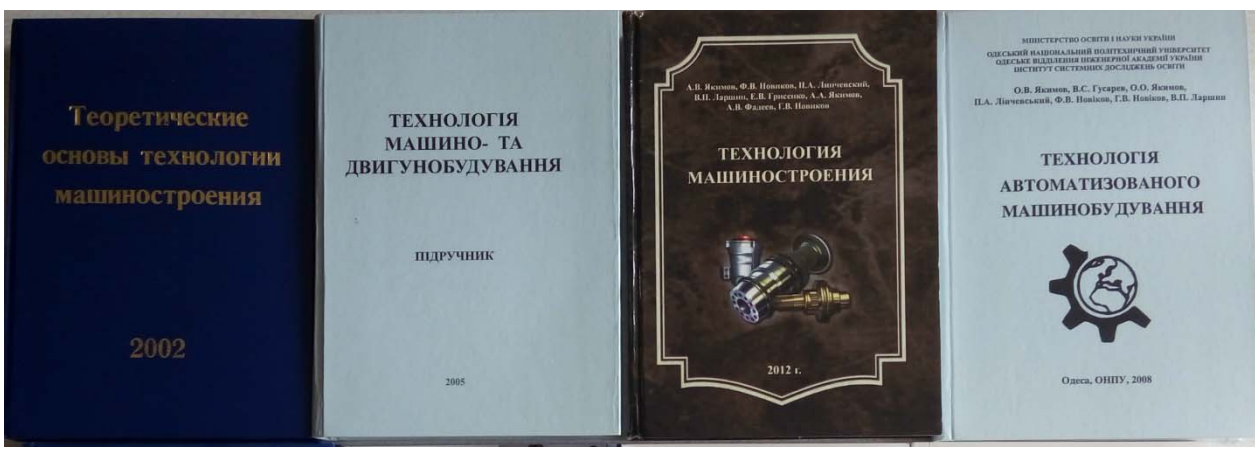 Теоретические
основы технологии
машиностроения
2002
ТЕХНОЛОГІЯ
МАШИНО- ТА
ДВИГУНОБУДУВАННЯ
ПІДРУЧНИК
2005
А.В. Якимов, Ф.В. Новиков, П.А. Линчевский,
В.П. Ларшин, Е.В. Грисенко, А.А. Якимов,
А.В. Фадеев, Г.В. Новиков
ТЕХНОЛОГИЯ
МАШИНОСТРОЕНИЯ
2012 г.
МІНІСТЕРСТВО ОСВІТИ І НАУКИ УКРАЇНИ
ОДЕСЬКИЙ НАЦІОНАЛЬНИЙ ПОЛІТЕХНІЧНИЙ УНІВЕРСИТЕТ
ОДЕСЬКЕ ВІДДІЛЕННЯ ІНЖЕНЕРНОЇ АКАДЕМІЇ УКРАЇНИ
ІНСТИТУТ СИСТЕМНИХ ДОСЛІДЖЕНЬ ОСВІТИ
О.В. Якимов, В.С. Гусарєв, О.О. Якимов,
П.А. Лінчевський, Ф.В. Новіков, Г.В. Новіков, В.П. Ларшин
ТЕХНОЛОГІЯ
АВТОМАТИЗОВАНОГО
МАШИНОБУДУВАННЯ
Одеса, ОНПУ, 2008